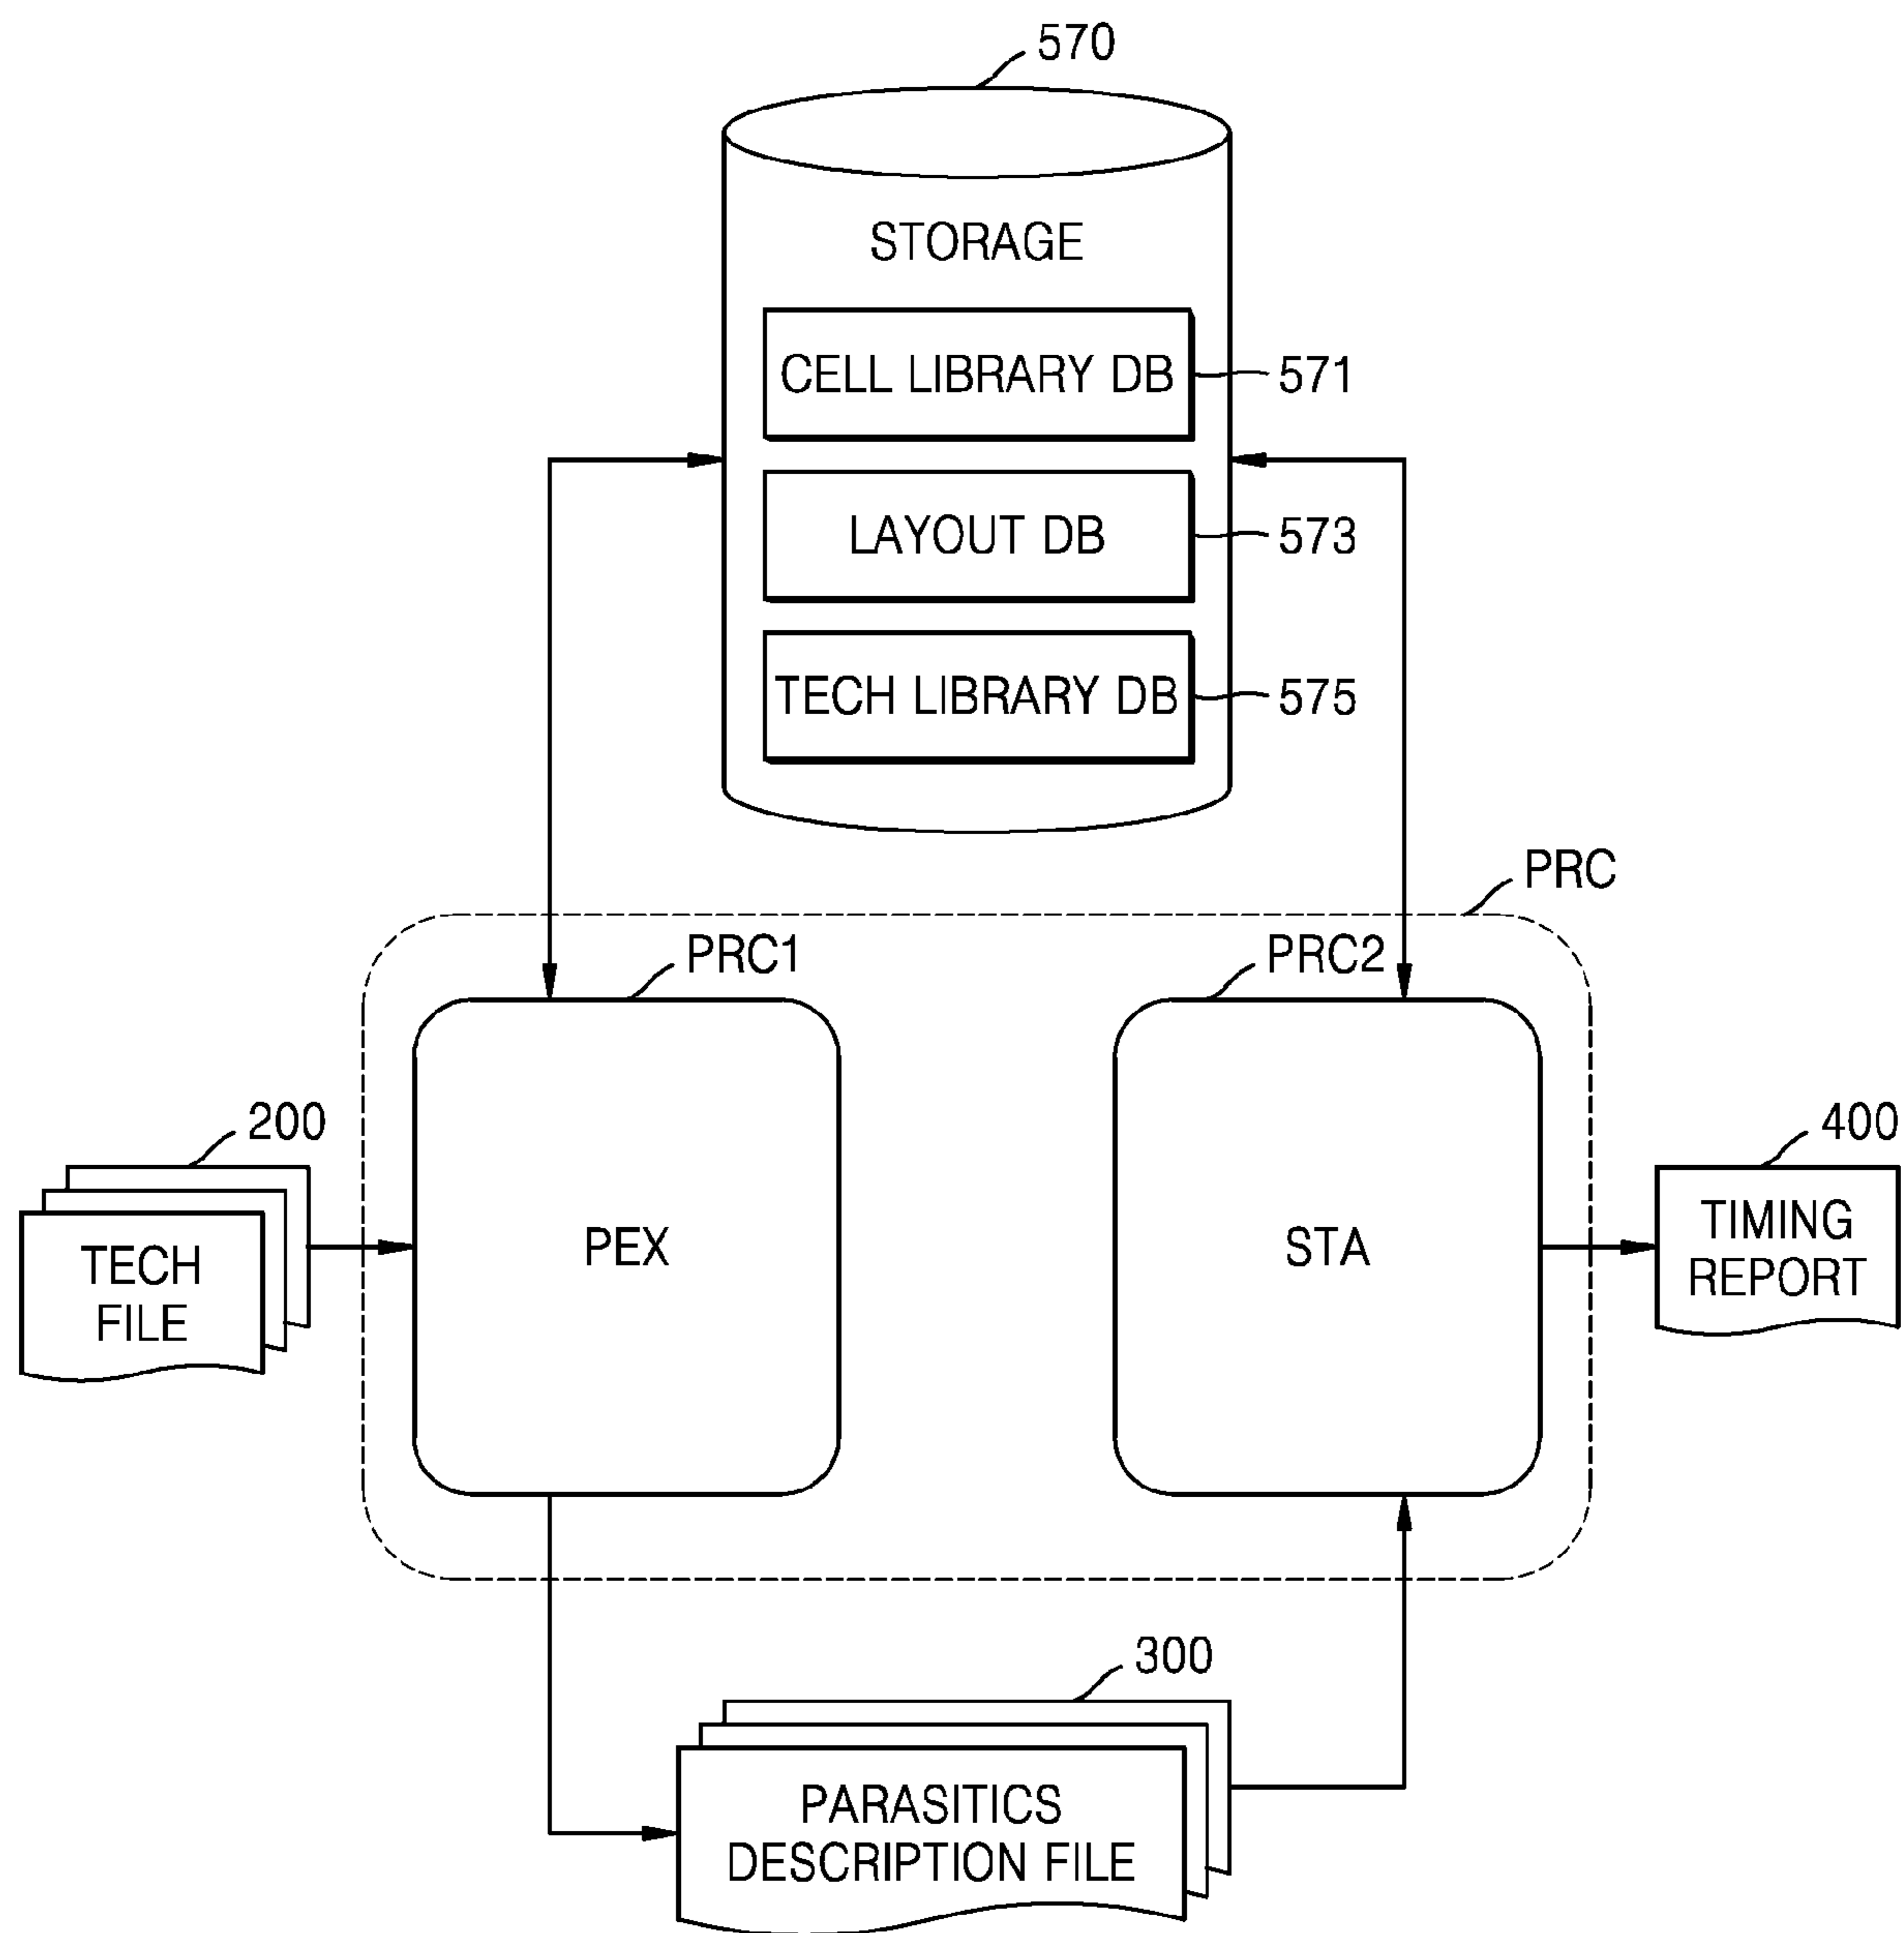 570
STORAGE
CELL LIBRARY DB
571
LAYOUT DB
573
TECH LIBRARY DB
575
PRC
PRC1
PRC2
200
TECH
FILE
PEX
STA
400
TIMING
REPORT
300
PARASITICS
DESCRIPTION FILE